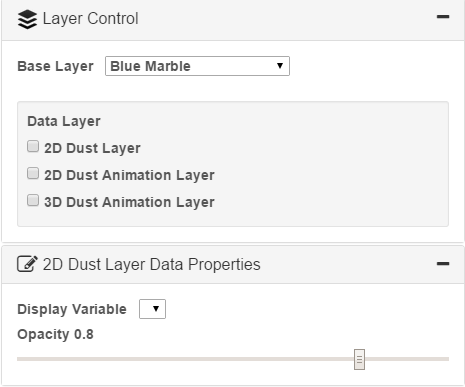 Layer Control
Base Layer Blue Marble
Data Layer
2D Dust Layer
2D Dust Animation Layer
3D Dust Animation Layer
2D Dust Layer Data Properties
Display Variable
Opacity 0.8